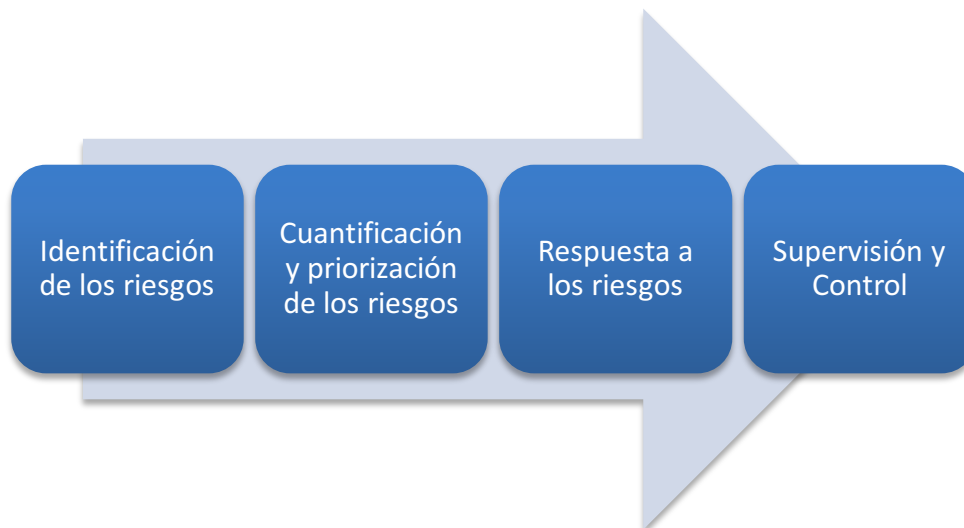 Identificación
de los riesgos
Cuantificación
y priorización
de los riesgos
Respuesta a
los riesgos
Supervisión y
Control